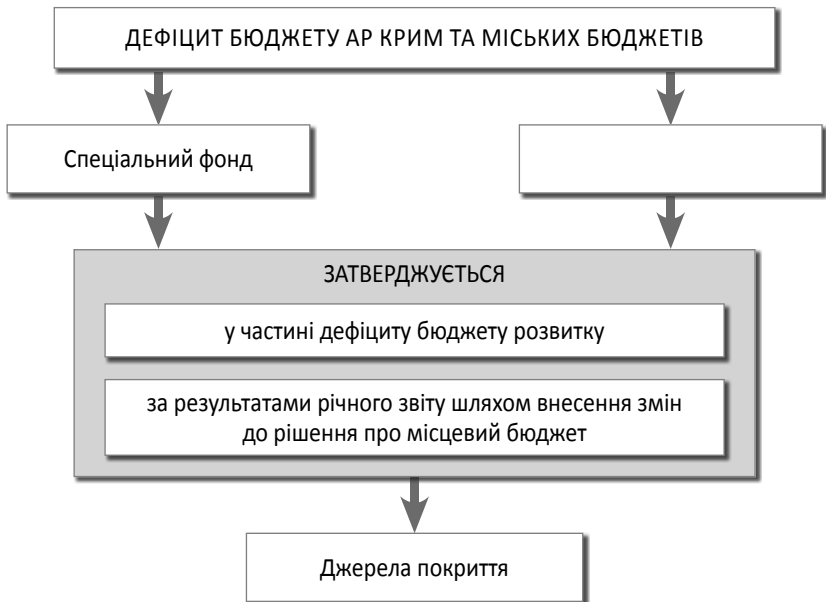 ДЕФІЦИТ БЮДЖЕТУ АР КРИМ ТА МІСЬКИХ БЮДЖЕТІВ
Спеціальний фонд
ЗАТВЕРДЖУЄТЬСЯ
у частині дефіциту бюджету розвитку
за результатами річного звіту шляхом внесення змін
до рішення про місцевий бюджет
Джерела покриття